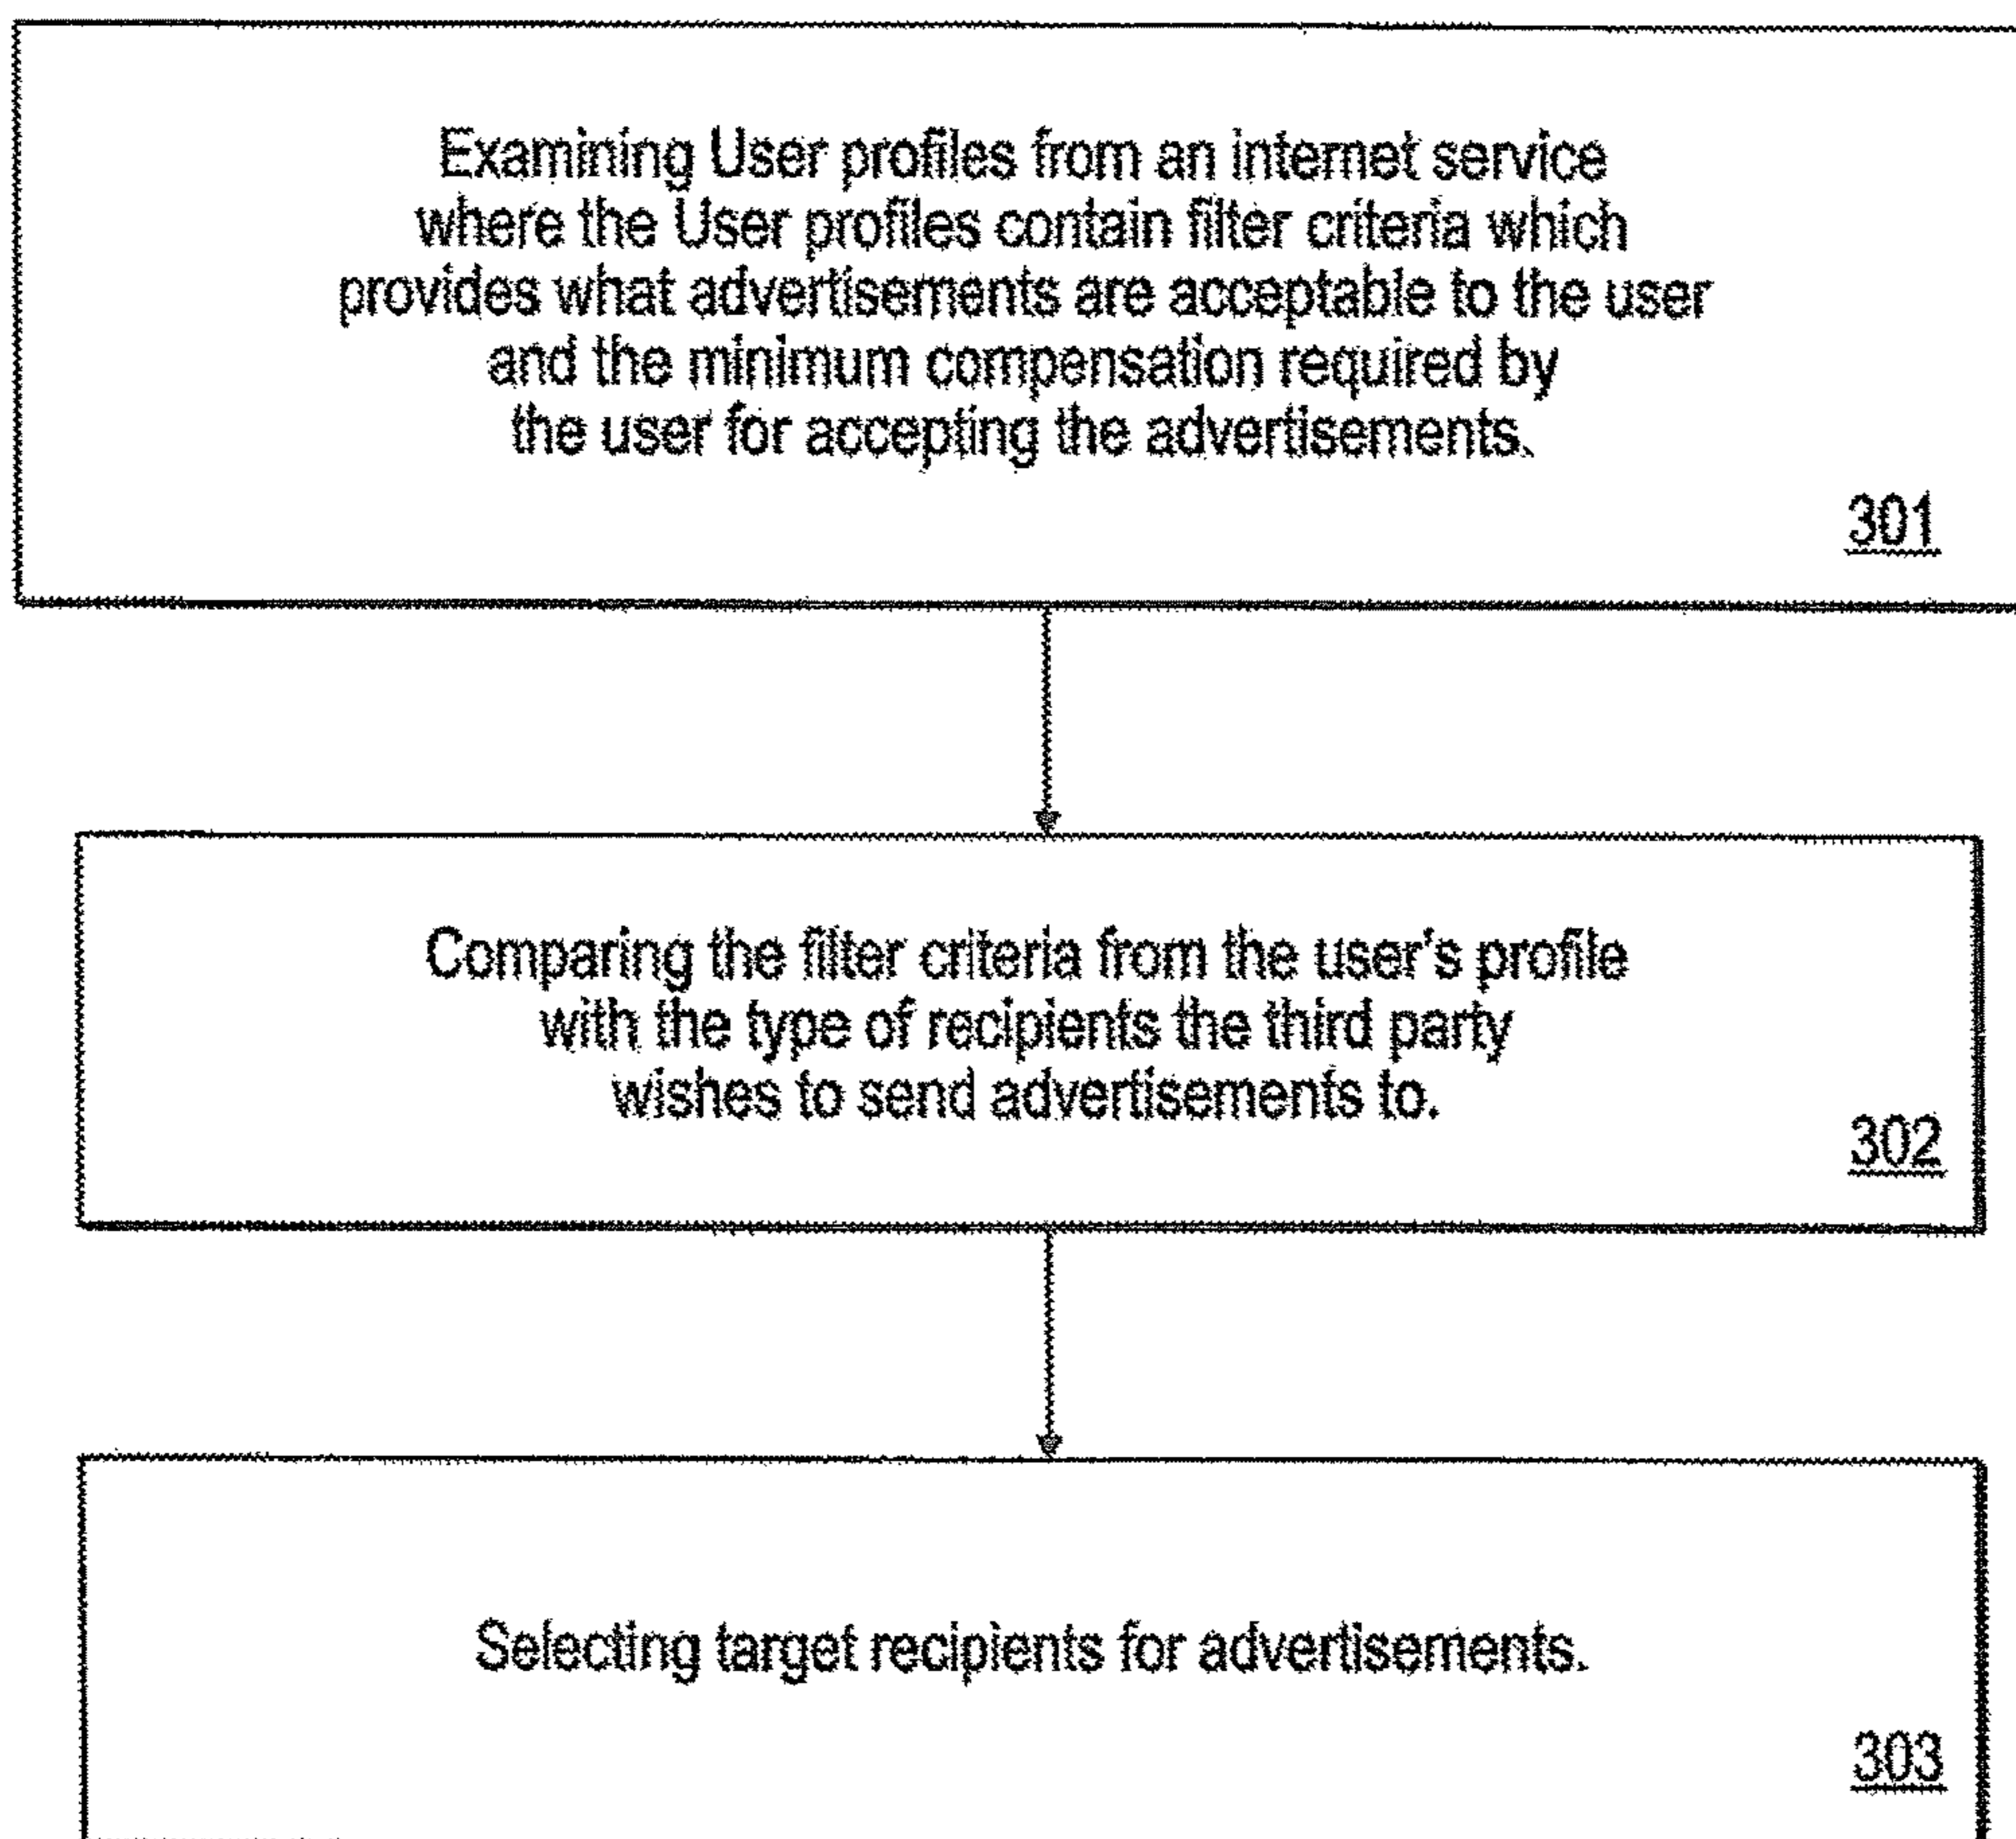 Examining User profiles from an internet service
where the User profiles contain filter criteria which
provides what advertisements are acceptable to the user
and the minimum compensation required by
the user for accepting the advertisements.
301
Comparing the filter criteria from the user's profile
with the type of recipients the third party
wishes to send advertisements to.
302
Selecting target recipients for advertisements.
303